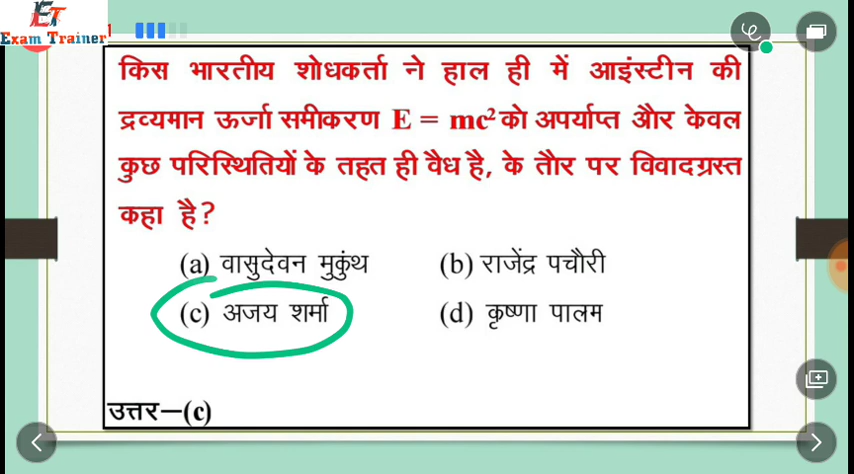 ET
Exam Trainer
किस भारतीय शोधकर्ता ने हाल ही में आइंस्टीन की
द्रव्यमान ऊर्जा समीकरण E = mc² को अपर्याप्त और केवल
कुछ परिस्थितियों के तहत ही वैध है, के तौर पर विवादग्रस्त
कहा है?
(a) वासुदेवन मुकुंथ (b) राजेंद्र पचौरी
(c) अजय शर्मा (d) कृष्णा पालम
उत्तर–(c)